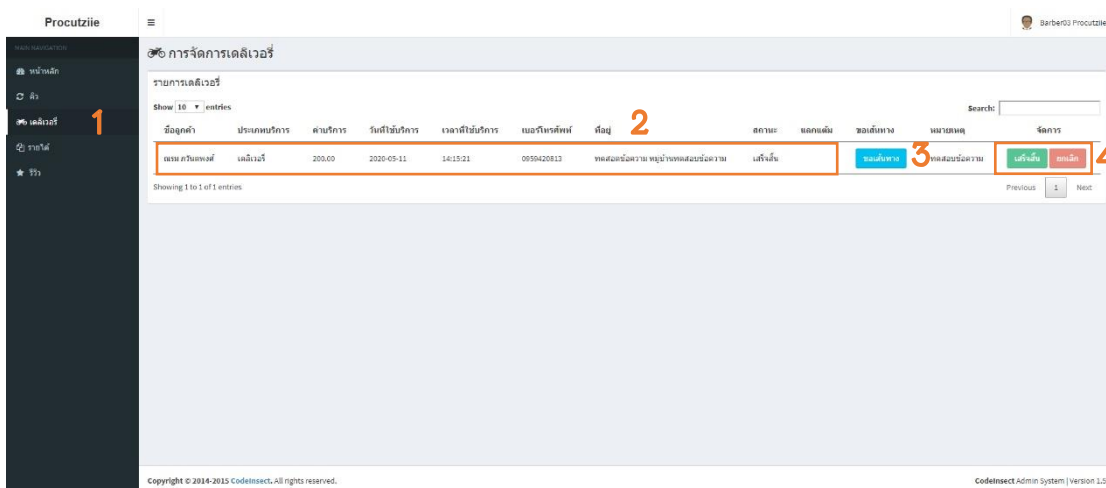 Procutziie
Barber03 Procutziie
MAIN NAVIGATION
หน้าหลัก
คิว
เดลิเวอรี่
รายได้
รีวิว
1
การจัดการเดลิเวอรี่
รายการเดลิเวอรี่
Show 10 entries
Search:
ชื่อลูกค้า ประเภทบริการ ค่าบริการ วันที่ใช้บริการ เวลาที่ใช้บริการ เบอร์โทรศัพท์ ที่อยู่ 2 สถานะ แลกแต้ม ขอเส้นทาง หมายเหตุ จัดการ
เดลิเวอรี่ 200.00 2020-05-11 14:15:21 0959420813 ทดสอบข้อความ หมู่บ้านทดสอบข้อความ เสร็จสิ้น ขอเส้นทาง 3 ทดสอบข้อความ เสร็จสิ้น ยกเลิก 4
Showing 1 to 1 of 1 entries
Previous 1 Next
Copyright © 2014-2015 CodeInsect. All rights reserved.
CodeInsect Admin System | Version 1.5